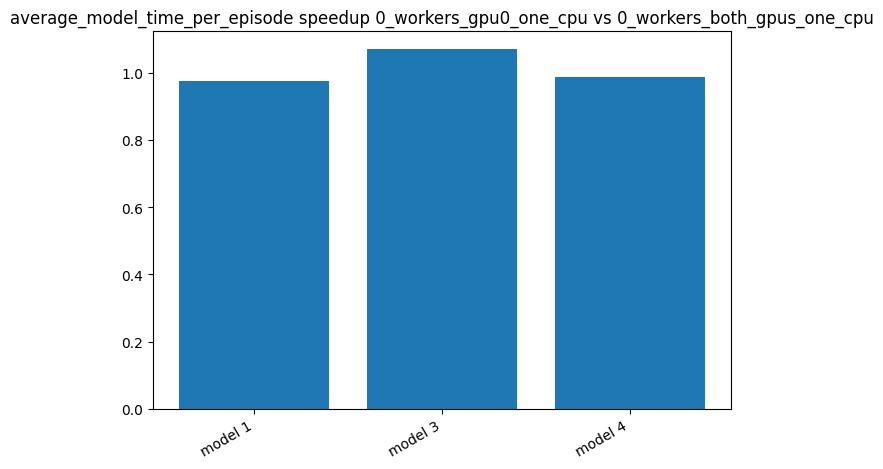 average_model_time_per_episode speedup 0_workers_gpu0_one_cpu vs 0_workers_both_gpus_one_cpu
1.0
0.8
0.6
0.4
0.2
0.0
model 1
model 3
model 4